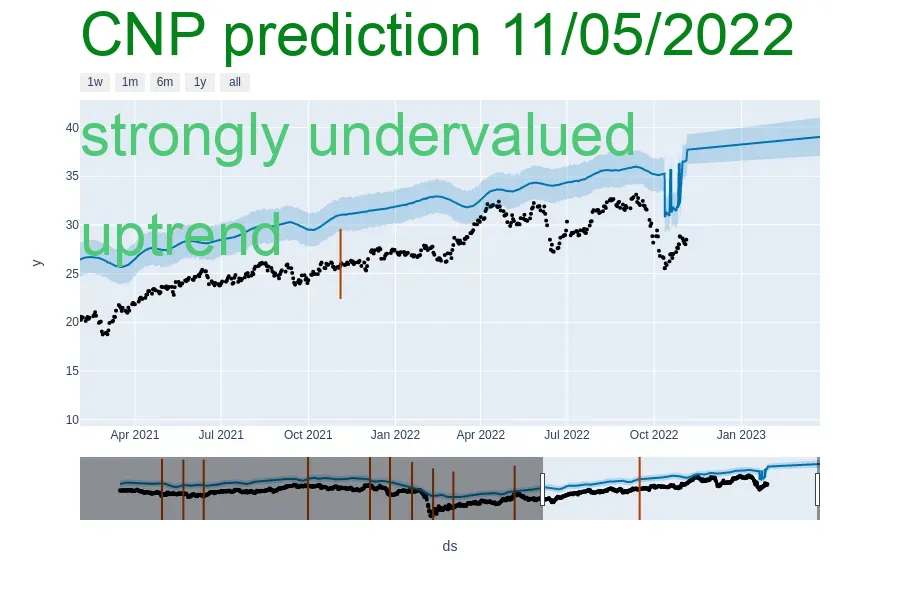 CNP prediction 11/05/2022
1w 1m 6m 1y all
strongly undervalued
uptrend
40
35
30
25
20
15
10
y
Apr 2021 Jul 2021 Oct 2021 Jan 2022 Apr 2022 Jul 2022 Oct 2022 Jan 2023
ds